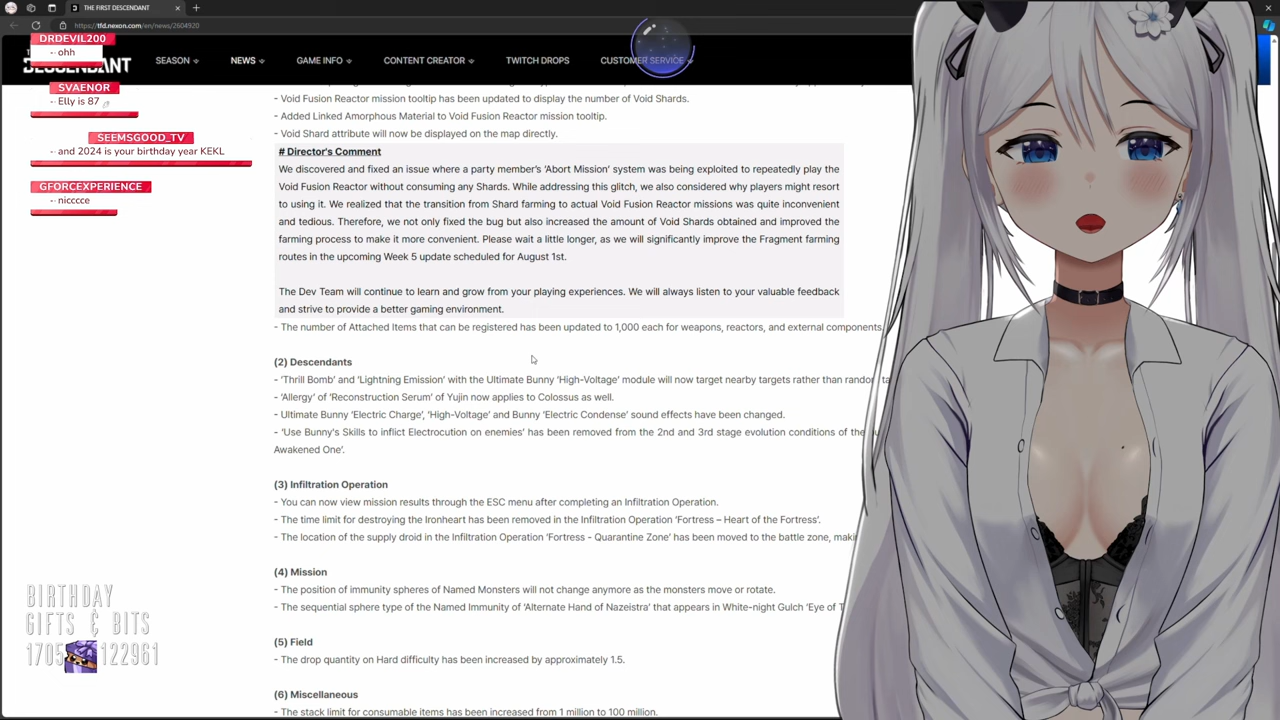 THE FIRST DESCENDANT
https://tfd.nexon.com/en/news/2604920
DRDEVIL200
ohh
DESCENDANT
SEASON
NEWS
GAME INFO
CONTENT CREATOR
TWITCH DROPS
CUSTOMER SERVICE
SVAENOR
Elly is 87
SEEMSGOOD_TV
and 2024 is your birthday year KEKL
GFORCEXPERIENCE
nicccce
- Void Fusion Reactor mission tooltip has been updated to display the number of Void Shards.
- Added Linked Amorphous Material to Void Fusion Reactor mission tooltip.
- Void Shard attribute will now be displayed on the map directly.
# Director's Comment
We discovered and fixed an issue where a party member's 'Abort Mission' system was being exploited to repeatedly play the
Void Fusion Reactor without consuming any Shards. While addressing this glitch, we also considered why players might resort
to using it. We realized that the transition from Shard farming to actual Void Fusion Reactor missions was quite inconvenient
and tedious. Therefore, we not only fixed the bug but also increased the amount of Void Shards obtained and improved the
farming process to make it more convenient. Please wait a little longer, as we will significantly improve the Fragment farming
routes in the upcoming Week 5 update scheduled for August 1st.
The Dev Team will continue to learn and grow from your playing experiences. We will always listen to your valuable feedback
and strive to provide a better gaming environment.
- The number of Attached Items that can be registered has been updated to 1,000 each for weapons, reactors, and external components.
(2) Descendants
- 'Thrill Bomb' and 'Lightning Emission' with the Ultimate Bunny 'High-Voltage' module will now target nearby targets rather than
- 'Allergy' of 'Reconstruction Serum' of Yujin now applies to Colossus as well.
- Ultimate Bunny 'Electric Charge', 'High-Voltage' and Bunny 'Electric Condense' sound effects have been changed.
- 'Use Bunny's Skills to inflict Electrocution on enemies' has been removed from the 2nd and 3rd stage evolution conditions of the
Awakened One'.
(3) Infiltration Operation
- You can now view mission results through the ESC menu after completing an Infiltration Operation.
- The time limit for destroying the Ironheart has been removed in the Infiltration Operation 'Fortress – Heart of the Fortress'.
- The location of the supply droid in the Infiltration Operation 'Fortress - Quarantine Zone' has been moved to the battle zone,
(4) Mission
- The position of immunity spheres of Named Monsters will not change anymore as the monsters move or rotate.
- The sequential sphere type of the Named Immunity of 'Alternate Hand of Nazeistra' that appears in White-night Gulch 'Eye of
(5) Field
- The drop quantity on Hard difficulty has been increased by approximately 1.5.
(6) Miscellaneous
- The stack limit for consumable items has been increased from 1 million to 100 million.
BIRTHDAY
GIFTS & BITS
1705 122961